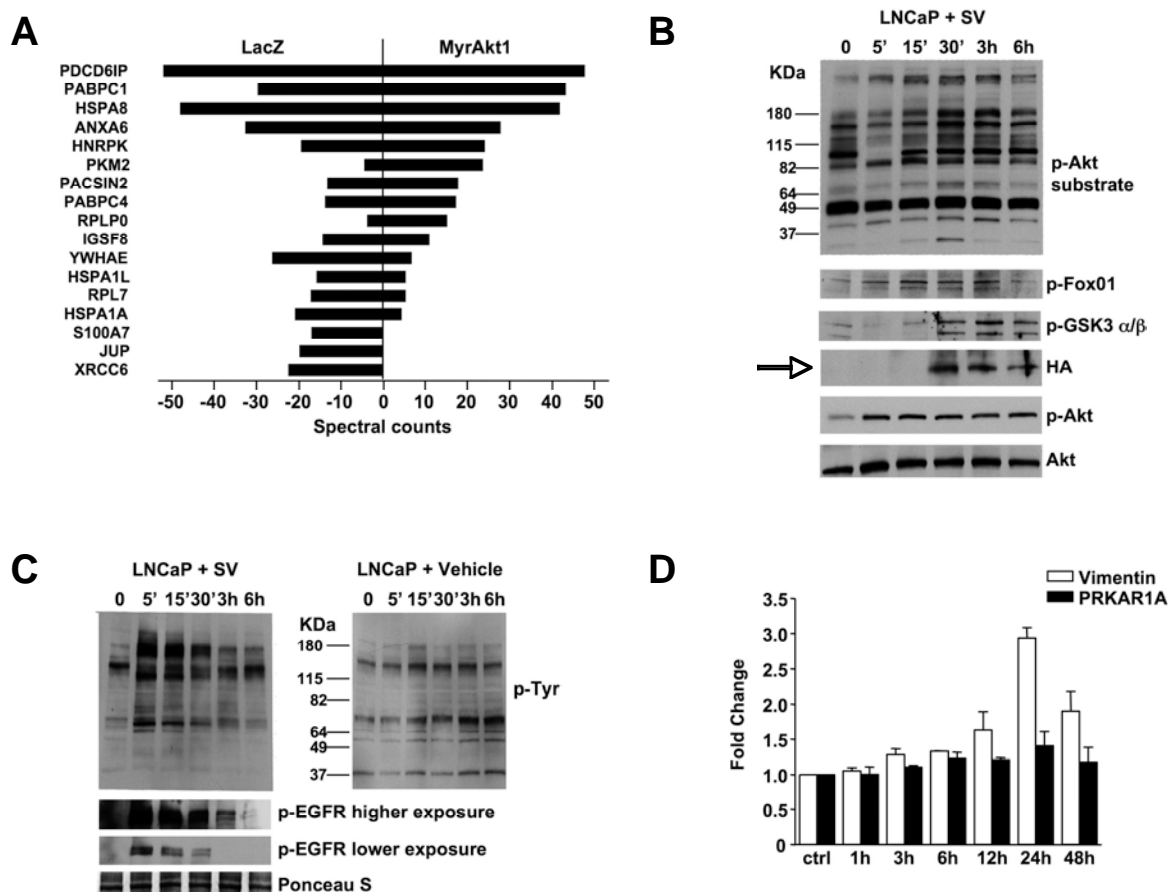 A
LacZ MyrAkt1
PDCD6IP
PABPC1
HSPA8
ANXA6
HNRPK
PKM2
PACSIN2
PABPC4
RPLP0
IGSF8
YWHAE
HSPA1L
RPL7
HSPA1A
S100A7
JUP
XRCC6
-50 -40 -30 -20 -10 0 10 20 30 40 50
Spectral counts
B
LNCaP + SV
0 5' 15' 30' 3h 6h
KDa
180
115
82
64
49
37
p-Akt
substrate
p-Fox01
p-GSK3 α/β
HA
p-Akt
Akt
C
LNCaP + SV LNCaP + Vehicle
0 5' 15' 30' 3h 6h 0 5' 15' 30' 3h 6h
KDa
180
115
82
64
49
37
p-Tyr
p-EGFR higher exposure
p-EGFR lower exposure
Ponceau S
D
Vimentin
PRKAR1A
Fold Change
3.5
3.0
2.5
2.0
1.5
1.0
0.5
0
ctrl 1h 3h 6h 12h 24h 48h